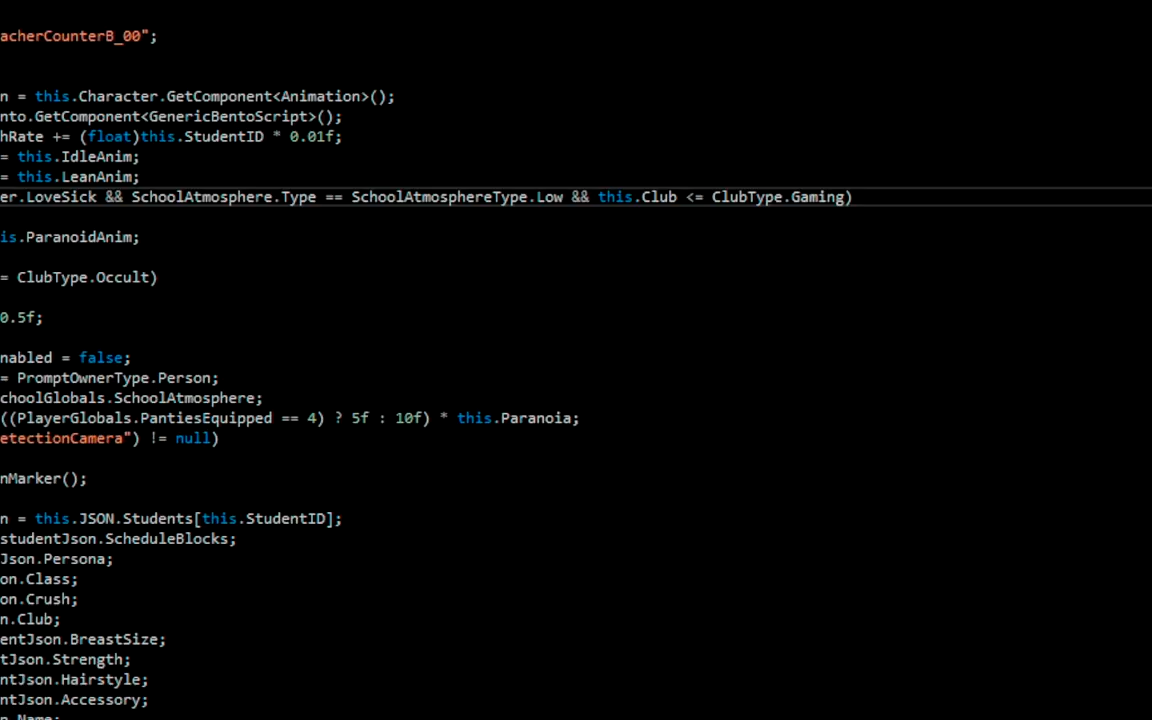 acherCounterB_00";
n = this.Character.GetComponent<Animation>();
nto.GetComponent<GenericBentoScript>();
hRate += (float)this.StudentID * 0.01f;
= this.IdleAnim;
= this.LeanAnim;
er.LoveSick && SchoolAtmosphere.Type == SchoolAtmosphereType.Low && this.Club <= ClubType.Gaming)
is.ParanoidAnim;
= ClubType.Occult)
0.5f;
nabled = false;
= PromptOwnerType.Person;
choolGlobals.SchoolAtmosphere;
((PlayerGlobals.PantiesEquipped == 4) ? 5f : 10f) * this.Paranoia;
etectionCamera") != null)
nMarker();
n = this.JSON.Students[this.StudentID];
studentJson.ScheduleBlocks;
Json.Persona;
on.Class;
on.Crush;
n.Club;
entJson.BreastSize;
tJson.Strength;
ntJson.Hairstyle;
ntJson.Accessory;
n.Name;